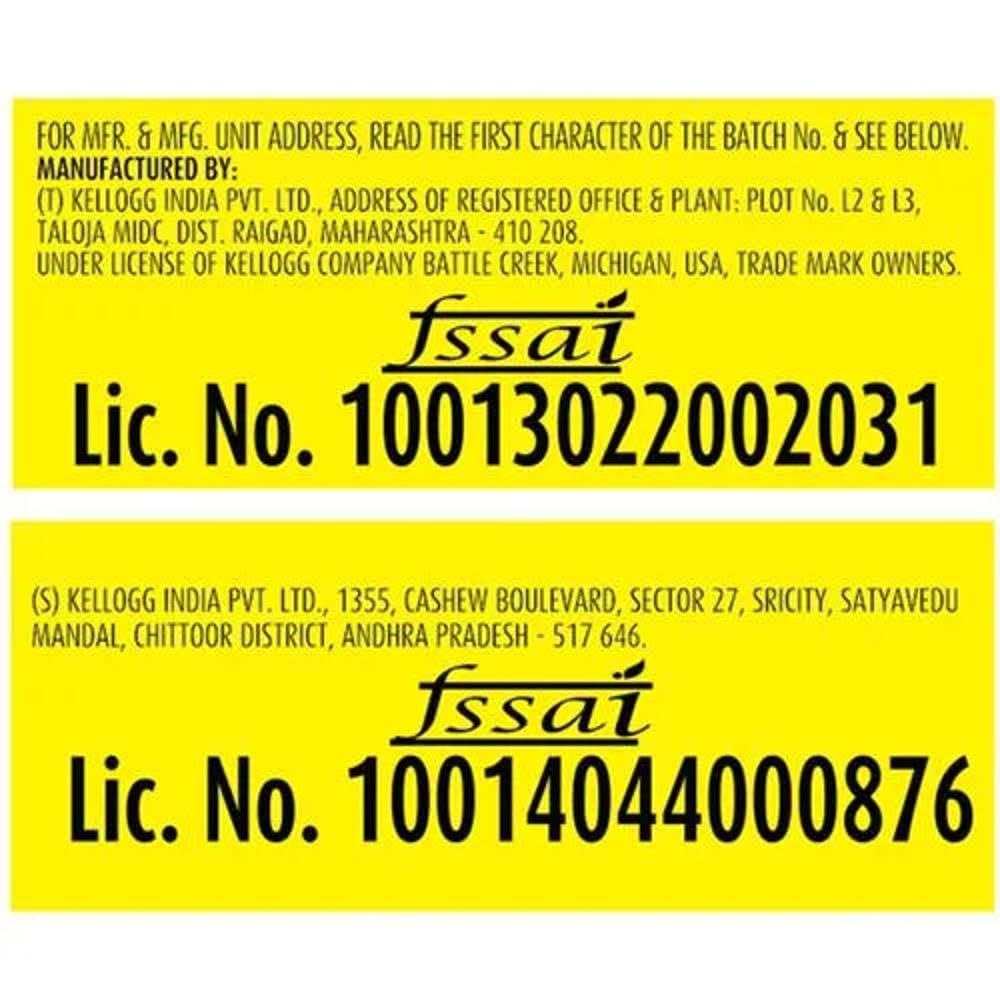 FOR MFR. & MFG. UNIT ADDRESS, READ THE FIRST CHARACTER OF THE BATCH No. & SEE BELOW.
MANUFACTURED BY:
(T) KELLOGG INDIA PVT. LTD., ADDRESS OF REGISTERED OFFICE & PLANT: PLOT No. L2 & L3,
TALOJA MIDC, DIST. RAIGAD, MAHARASHTRA - 410 208.
UNDER LICENSE OF KELLOGG COMPANY BATTLE CREEK, MICHIGAN, USA, TRADE MARK OWNERS.
fssai
Lic. No. 10013022002031
(S) KELLOGG INDIA PVT. LTD., 1355, CASHEW BOULEVARD, SECTOR 27, SRICITY, SATYAVEDU
MANDAL, CHITTOOR DISTRICT, ANDHRA PRADESH - 517 646.
fssai
Lic. No. 10014044000876